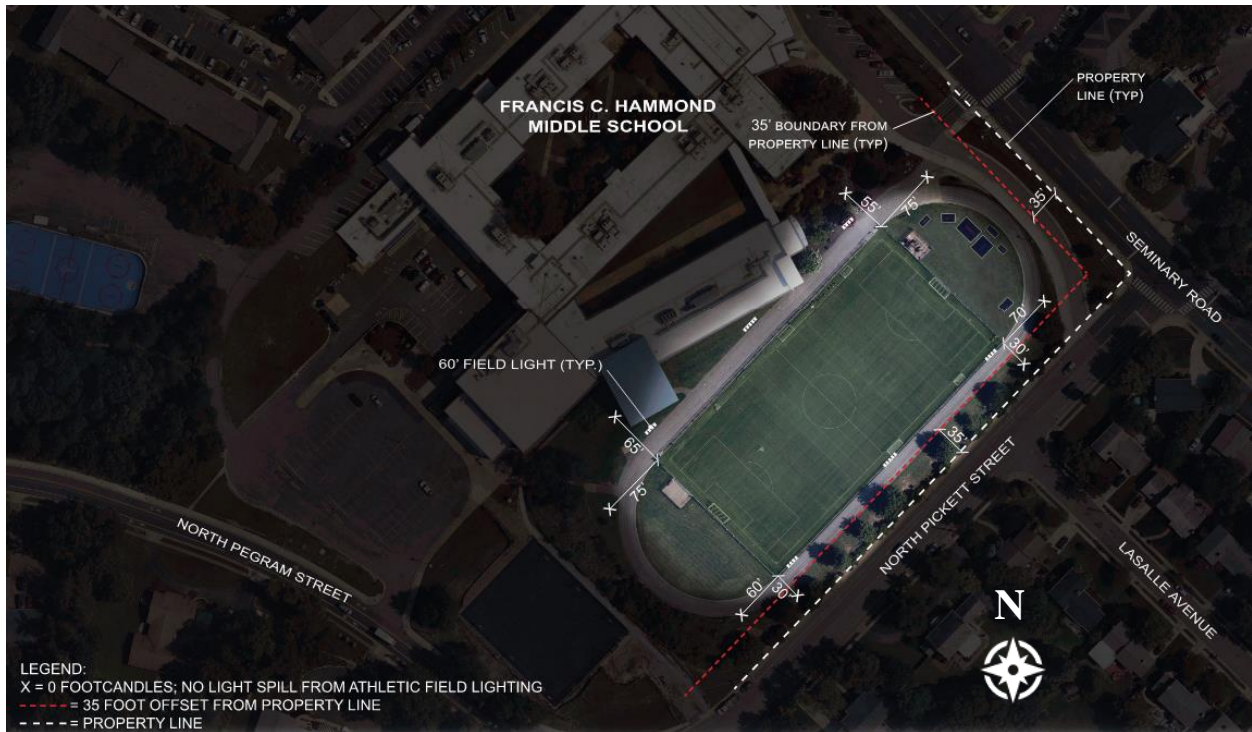 FRANCIS C. HAMMOND
MIDDLE SCHOOL
PROPERTY
LINE (TYP)
35' BOUNDARY FROM
PROPERTY LINE (TYP)
55'
75'
35'
SEMINARY ROAD
70'
30'
60' FIELD LIGHT (TYP.)
65'
75'
35'
NORTH PICKETT STREET
LASALLE AVENUE
NORTH PEGRAM STREET
60'
30'
N
LEGEND:
X = 0 FOOTCANDLES; NO LIGHT SPILL FROM ATHLETIC FIELD LIGHTING
= 35 FOOT OFFSET FROM PROPERTY LINE
= PROPERTY LINE